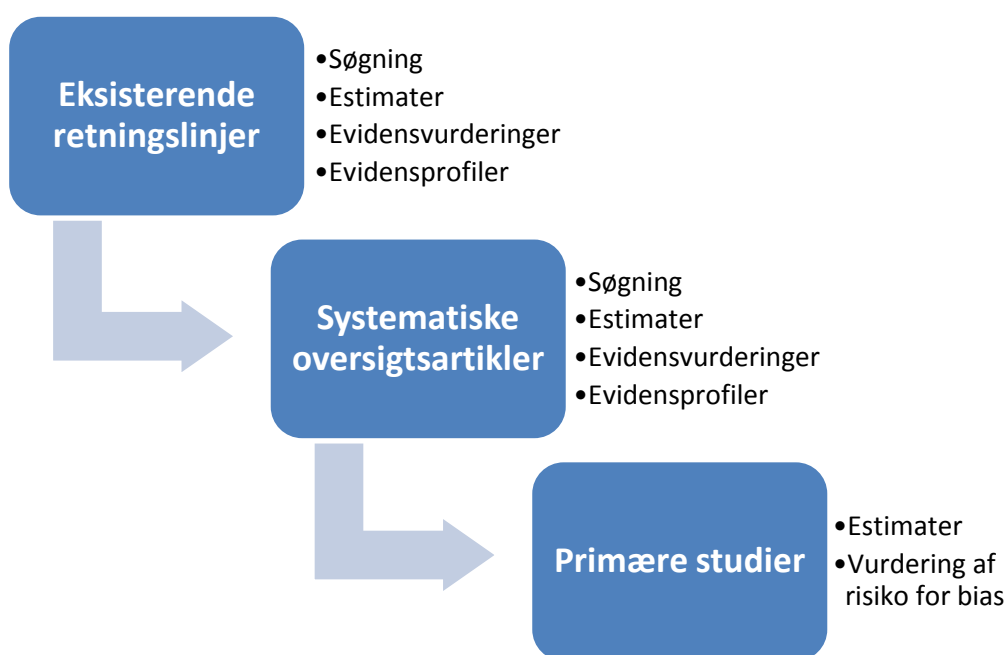 Eksisterende
retningslinjer
•Søgning
•Estimater
•Evidensvurderinger
•Evidensprofiler
Systematiske
oversigtsartikler
•Søgning
•Estimater
•Evidensvurderinger
•Evidensprofiler
Primære studier
•Estimater
•Vurdering af
risiko for bias